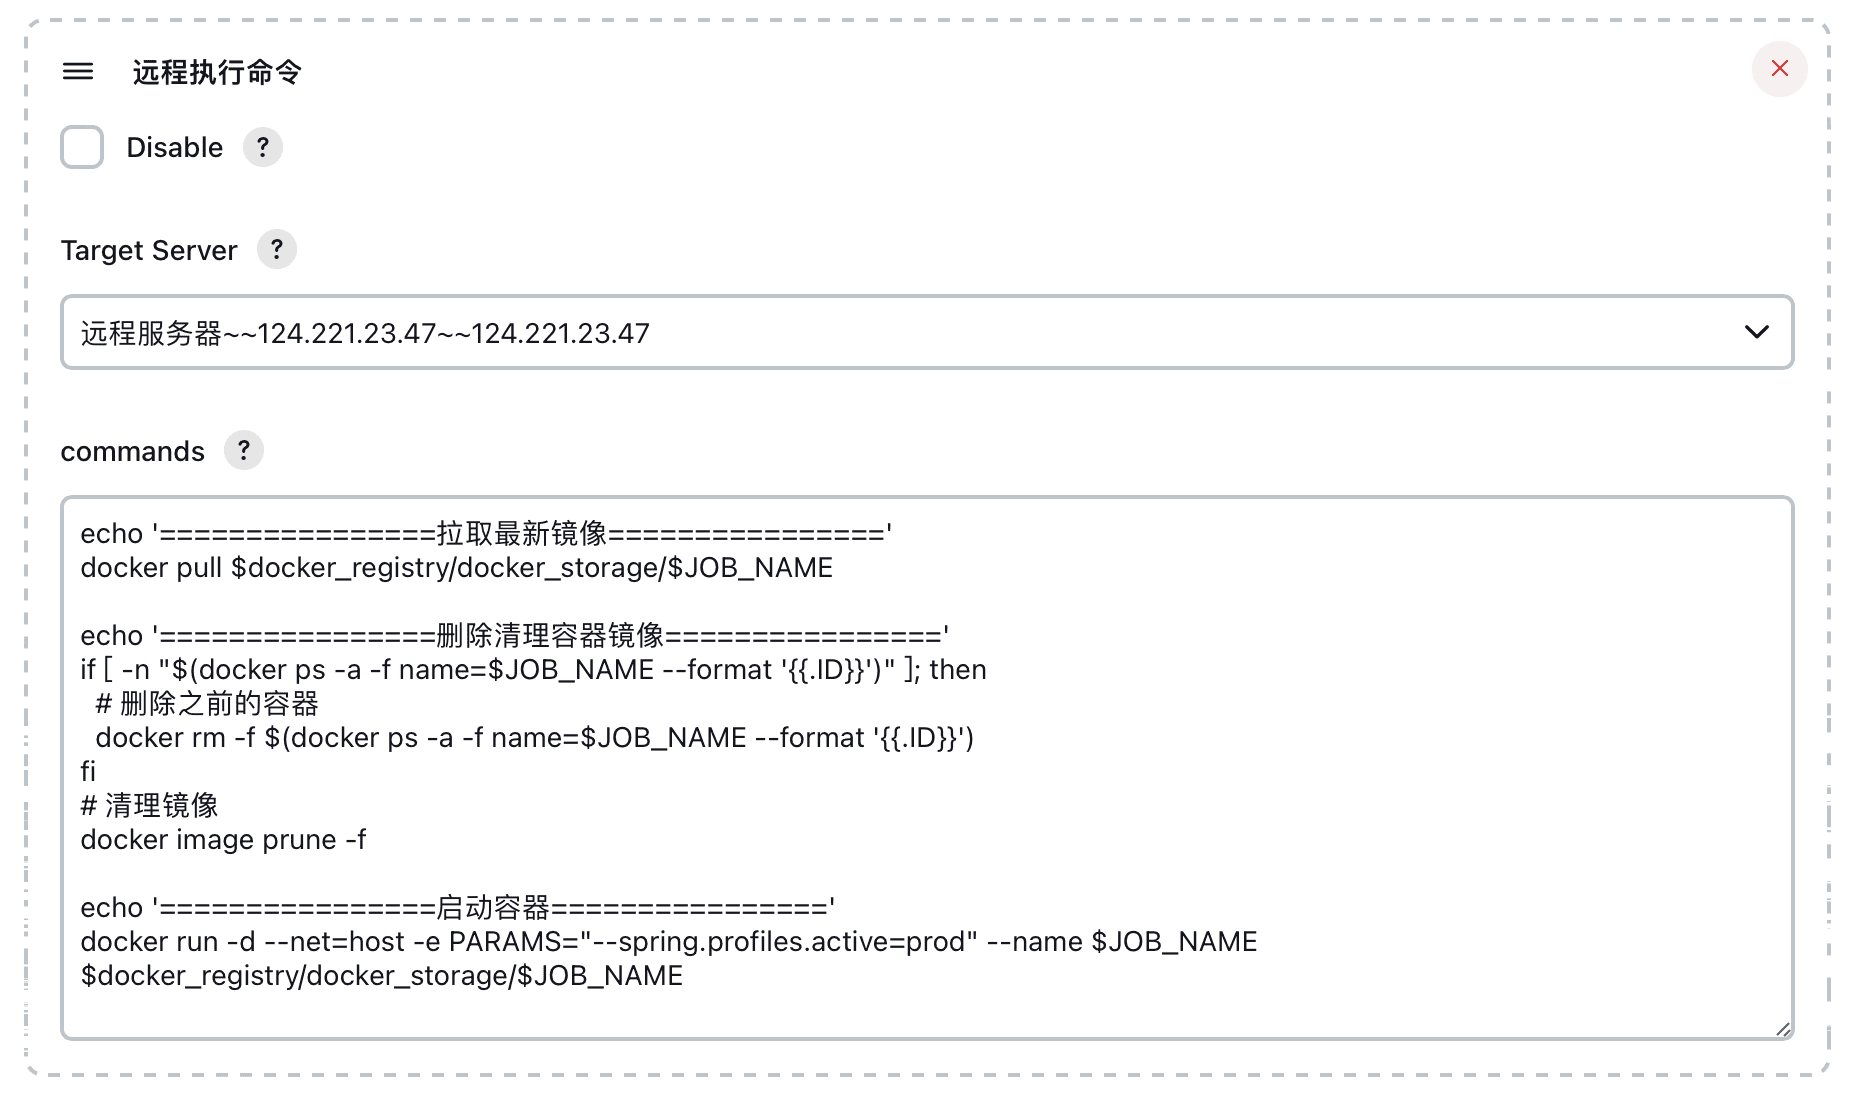 远程执行命令
Disable ?
Target Server ?
远程服务器~~124.221.23.47~~124.221.23.47
commands ?
echo '================拉取最新镜像================'
docker pull $docker_registry/docker_storage/$JOB_NAME
echo '================删除清理容器镜像================'
if [ -n "$(docker ps -a -f name=$JOB_NAME --format '{{.ID}}')" ]; then
  # 删除之前的容器
  docker rm -f $(docker ps -a -f name=$JOB_NAME --format '{{.ID}}')
fi
# 清理镜像
docker image prune -f
echo '================启动容器================'
docker run -d --net=host -e PARAMS="--spring.profiles.active=prod" --name $JOB_NAME
$docker_registry/docker_storage/$JOB_NAME